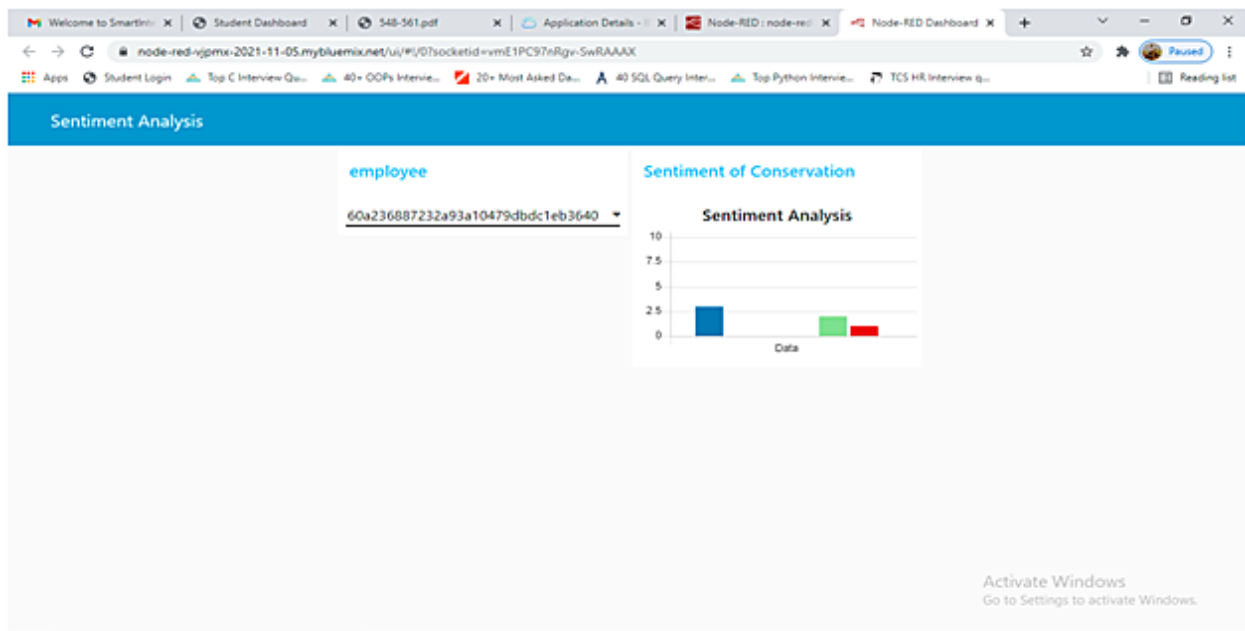 Welcome to SmartInt
Student Dashboard
548-561.pdf
Application Details - I
Node-RED : node-red
Node-RED Dashboard
node-red-vjpmx-2021-11-05.mybluemix.net/ui/#!/0?socketid=vmE1PC97nRgv-SwRAAAX
Paused
Apps
Student Login
Top C Interview Qu...
40+ OOPs Intervie...
20+ Most Asked Da...
40 SQL Query Inter...
Top Python Intervie...
TCS HR Interview q...
Reading list
Sentiment Analysis
employee
60a236887232a93a10479dbdc1eb3640
Sentiment of Conservation
Sentiment Analysis
10
7.5
5
2.5
0
Data
Activate Windows
Go to Settings to activate Windows.